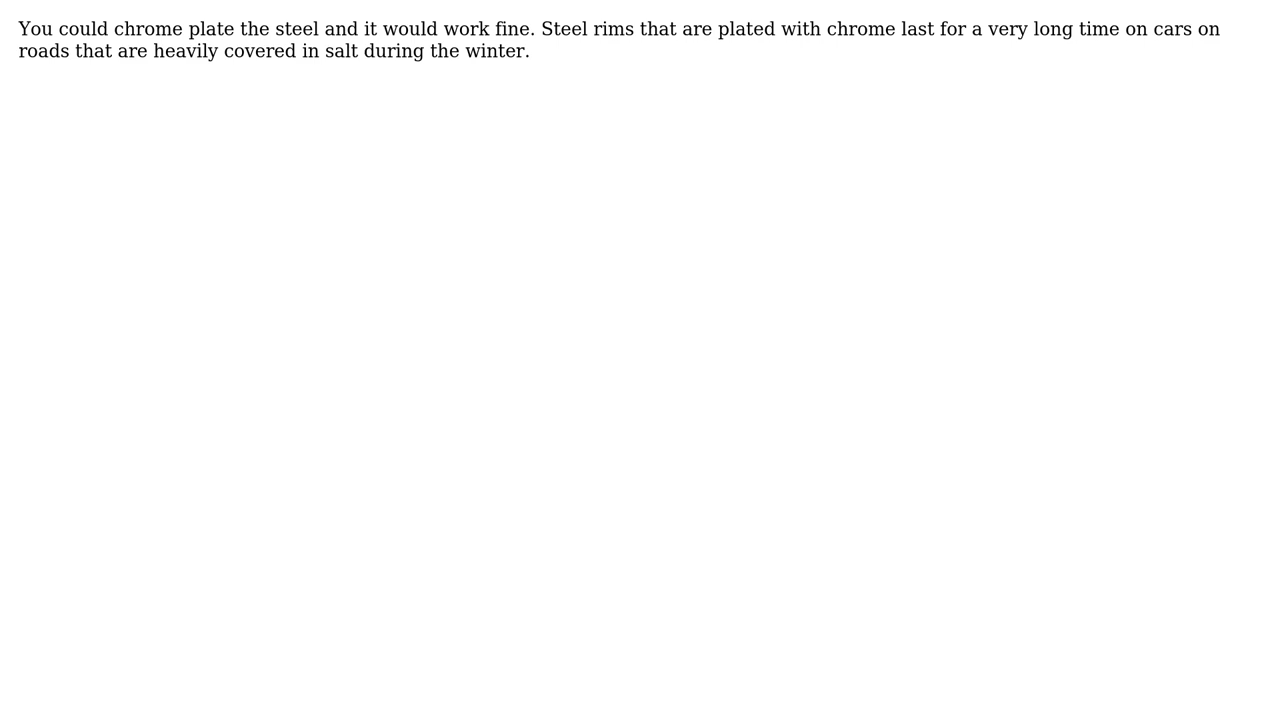 You could chrome plate the steel and it would work fine. Steel rims that are plated with chrome last for a very long time on cars on
roads that are heavily covered in salt during the winter.